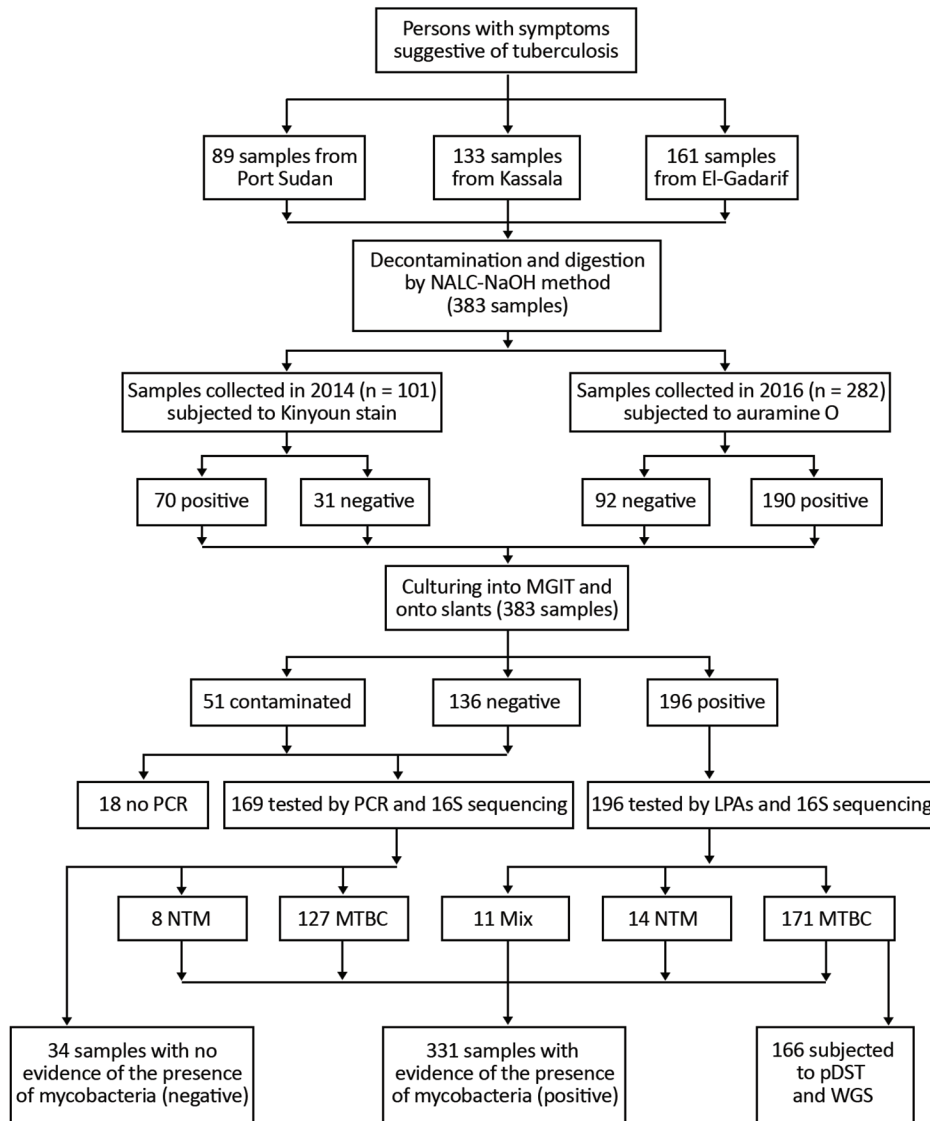 Persons with symptoms
suggestive of tuberculosis
89 samples from
Port Sudan
133 samples
from Kassala
161 samples
from El-Gadarif
Decontamination and digestion
by NALC-NaOH method
(383 samples)
Samples collected in 2014 (n = 101)
subjected to Kinyoun stain
Samples collected in 2016 (n = 282)
subjected to auramine O
70 positive
31 negative
92 negative
190 positive
Culturing into MGIT and
onto slants (383 samples)
51 contaminated
136 negative
196 positive
18 no PCR
169 tested by PCR and 16S sequencing
196 tested by LPAs and 16S sequencing
8 NTM
127 MTBC
11 Mix
14 NTM
171 MTBC
34 samples with no
evidence of the presence
of mycobacteria (negative)
331 samples with
evidence of the presence
of mycobacteria (positive)
166 subjected
to pDST
and WGS